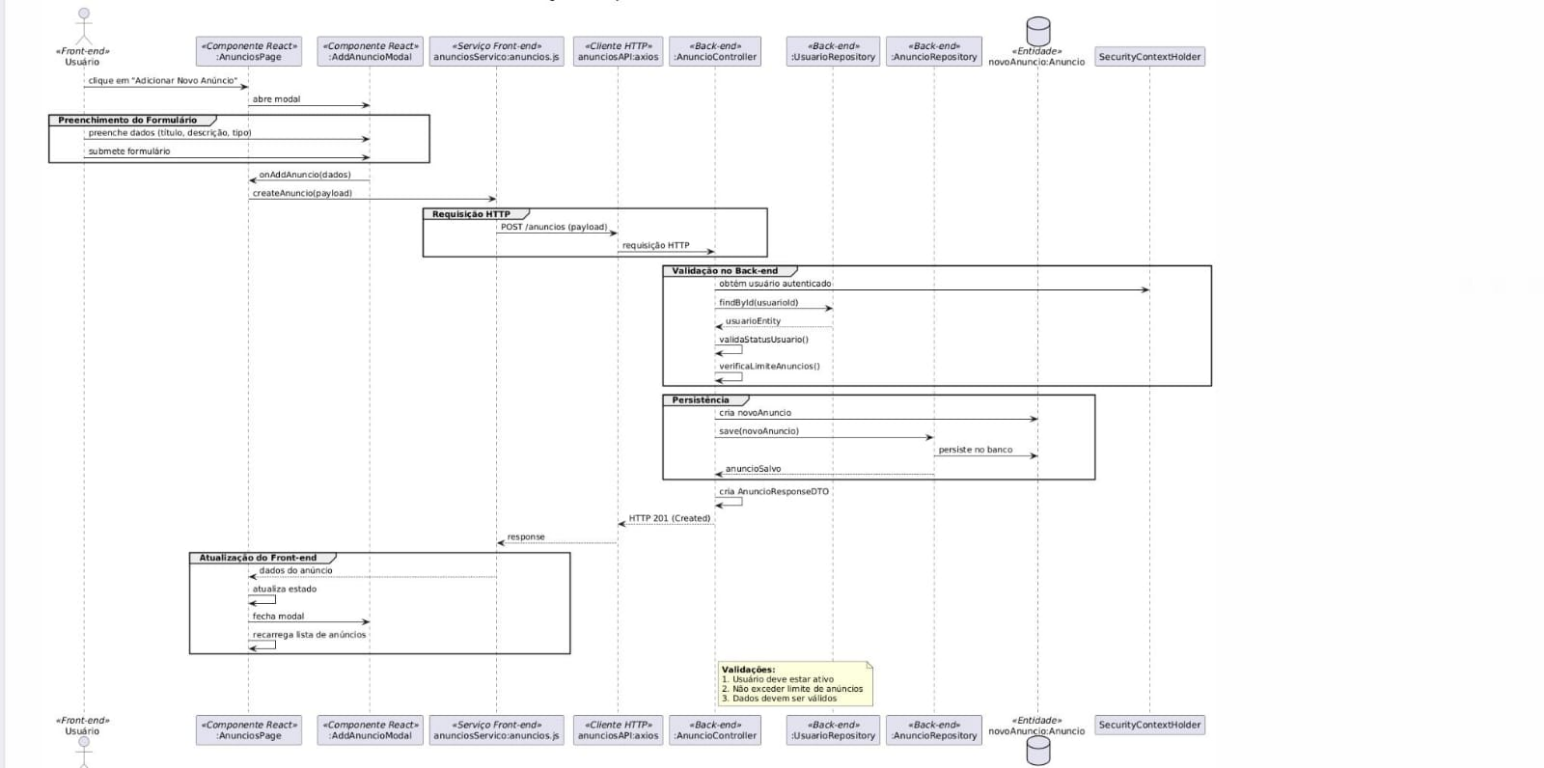 «Front-end»
Usuário
«Componente React»
:AnunciosPage
«Componente React»
:AddAnuncioModal
«Serviço Front-end»
anunciosServico:anuncios.js
«Cliente HTTP»
anunciosAPI:axios
«Back-end»
:AnuncioController
«Back-end»
:UsuarioRepository
«Back-end»
:AnuncioRepository
«Entidade»
novoAnuncio:Anuncio
SecurityContextHolder
clique em "Adicionar Novo Anúncio"
abre modal
Preenchimento do Formulário
preenche dados (título, descrição, tipo)
submete formulário
onAddAnuncio(dados)
createAnuncio(payload)
Requisição HTTP
POST /anuncios (payload)
requisição HTTP
Validação no Back-end
obtém usuário autenticado
findById(usuarioId)
usuarioEntity
validaStatusUsuario()
verificaLimiteAnuncios()
Persistência
cria novoAnuncio
save(novoAnuncio)
persiste no banco
anuncioSalvo
cria AnuncioResponseDTO
HTTP 201 (Created)
response
Atualização do Front-end
dados do anúncio
atualiza estado
fecha modal
recarrega lista de anúncios
Validações:
1. Usuário deve estar ativo
2. Não exceder limite de anúncios
3. Dados devem ser válidos
«Front-end»
Usuário
«Componente React»
:AnunciosPage
«Componente React»
:AddAnuncioModal
«Serviço Front-end»
anunciosServico:anuncios.js
«Cliente HTTP»
anunciosAPI:axios
«Back-end»
:AnuncioController
«Back-end»
:UsuarioRepository
«Back-end»
:AnuncioRepository
«Entidade»
novoAnuncio:Anuncio
SecurityContextHolder